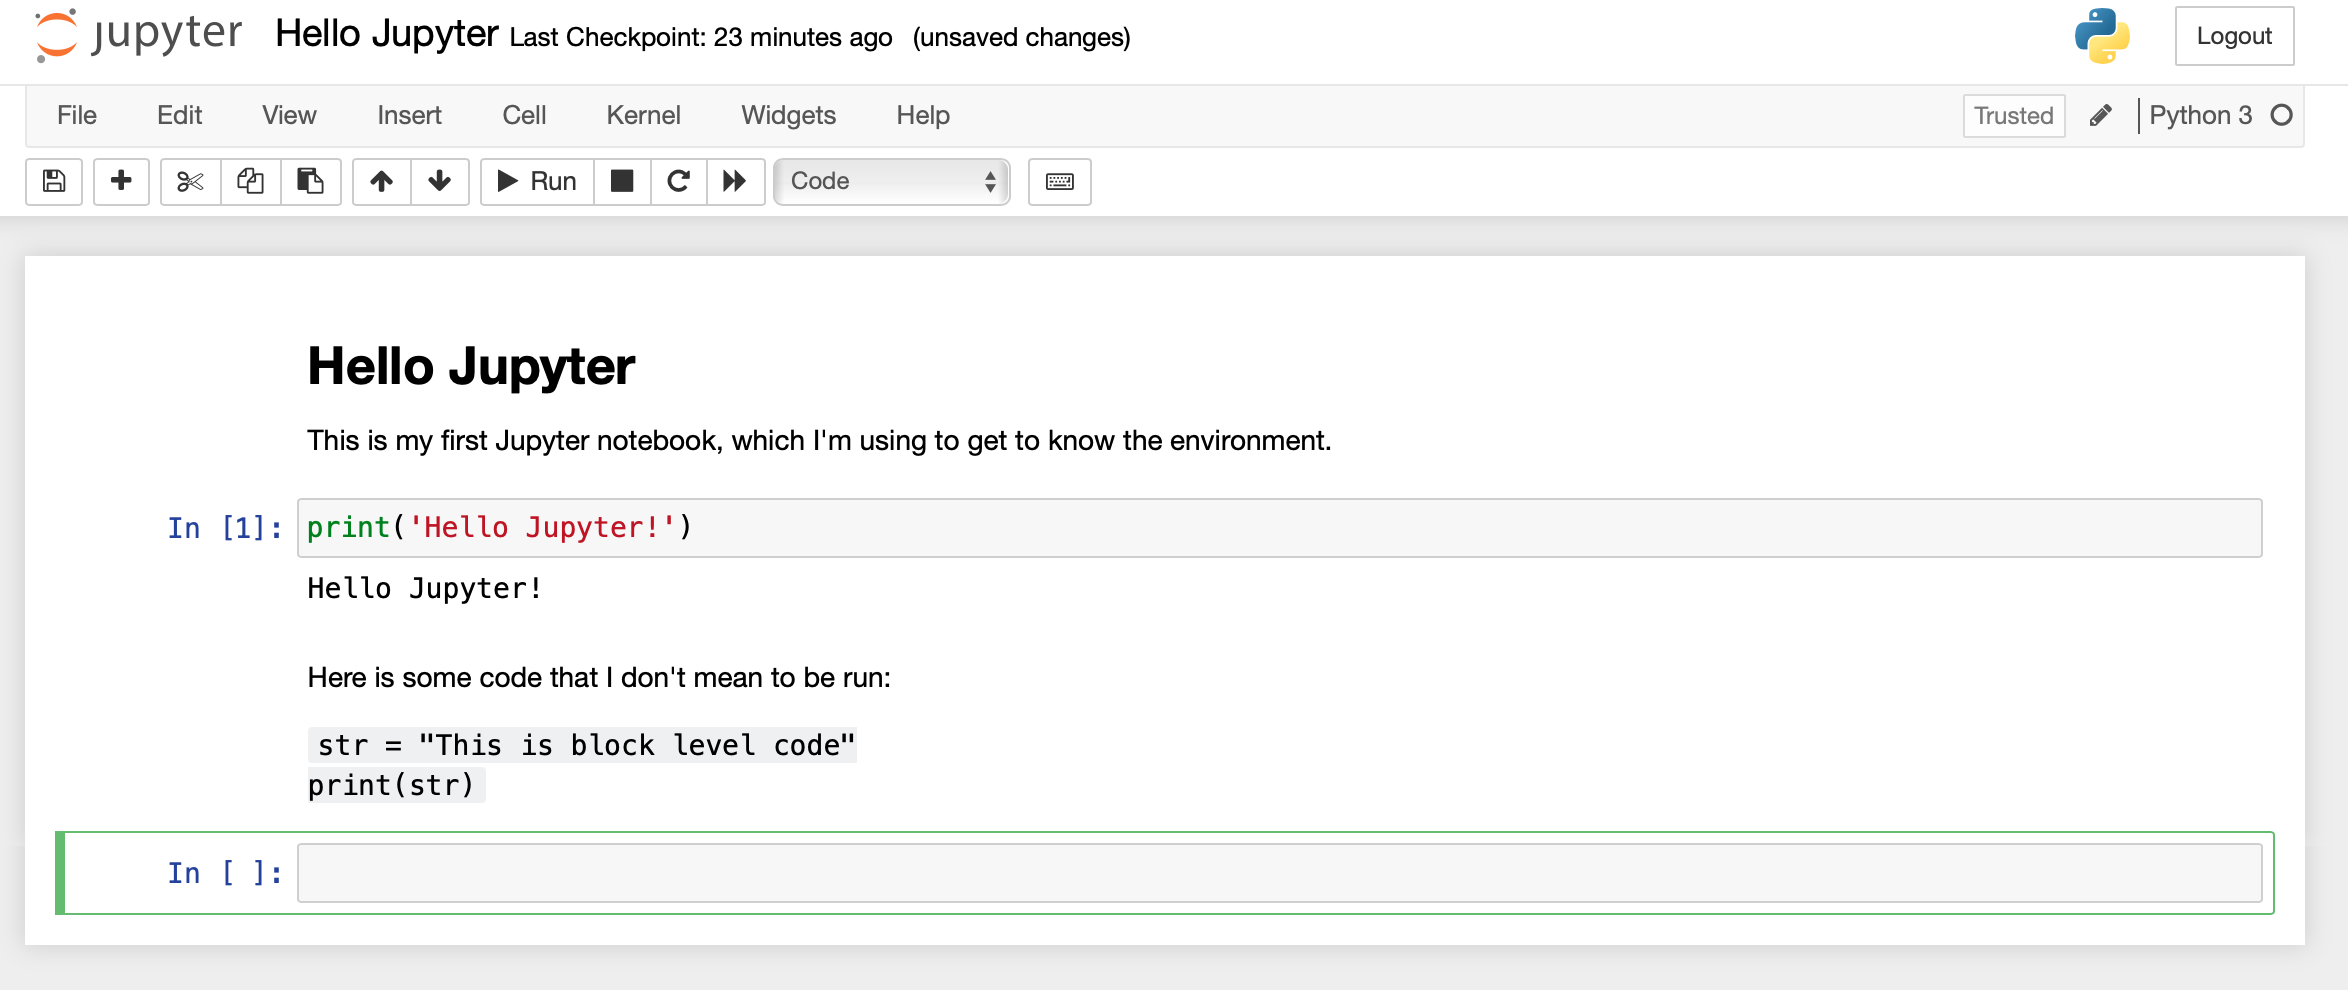 jupyter Hello Jupyter Last Checkpoint: 23 minutes ago (unsaved changes) Logout
File Edit View Insert Cell Kernel Widgets Help Trusted Python 3
Run Code
Hello Jupyter
This is my first Jupyter notebook, which I'm using to get to know the environment.
In [1]: print('Hello Jupyter!')
Hello Jupyter!
Here is some code that I don't mean to be run:
str = "This is block level code"
print(str)
In [ ]: